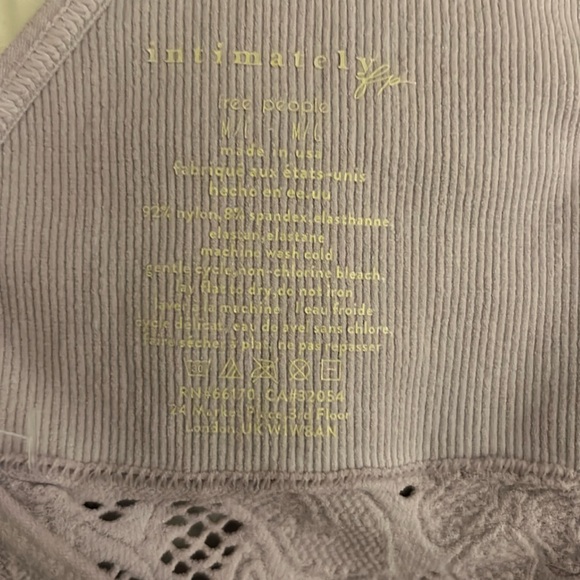 intimately
fp
free people
M/L - M/L
made in usa
fabriqué aux états-unis
hecho en ee.uu
92% nylon, 8% spandex, elasthanne,
elastan, elastane
machine wash cold
gentle cycle, non-chlorine bleach,
lay flat to dry, do not iron
laver à la machine l'eau froide
cycle délicat, eau de javel sans chlore.
faire sécher à plat, ne pas repasser
RN#66170, CA#32054
24 Market Place, 3rd Floor
London, UK W1W8AN